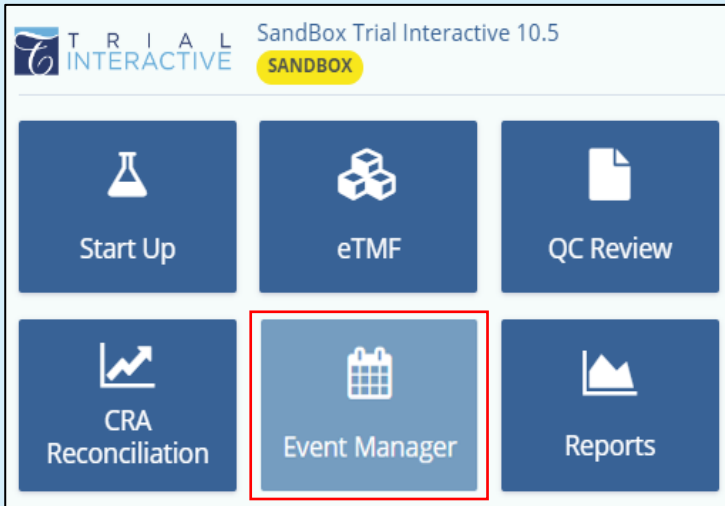 TRIAL
INTERACTIVE
SandBox Trial Interactive 10.5
SANDBOX
Start Up
eTMF
QC Review
CRA
Reconciliation
Event Manager
Reports